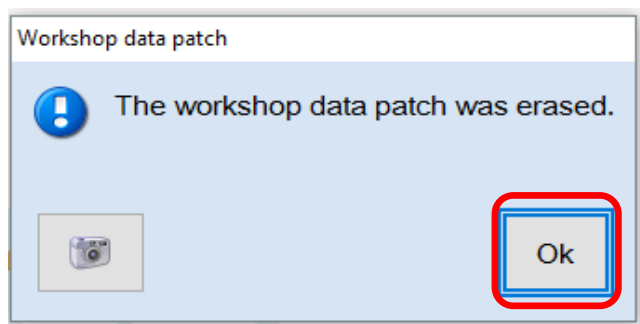 Workshop data patch
The workshop data patch was erased.
Ok